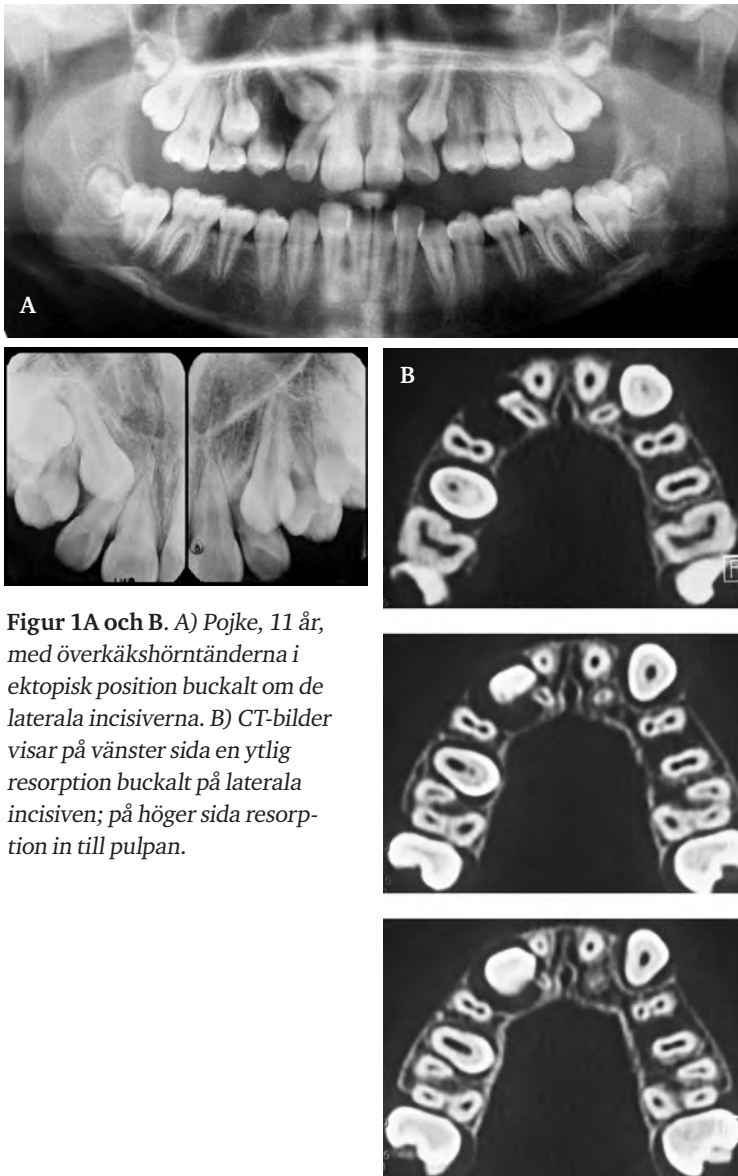 A
B
Figur 1A och B. A) Pojke, 11 år,
med överkäkshörntänderna i
ektopisk position buckalt om de
laterala incisiverna. B) CT-bilder
visar på vänster sida en ytlig
resorption buckalt på laterala
incisiven; på höger sida resorp-
tion in till pulpan.